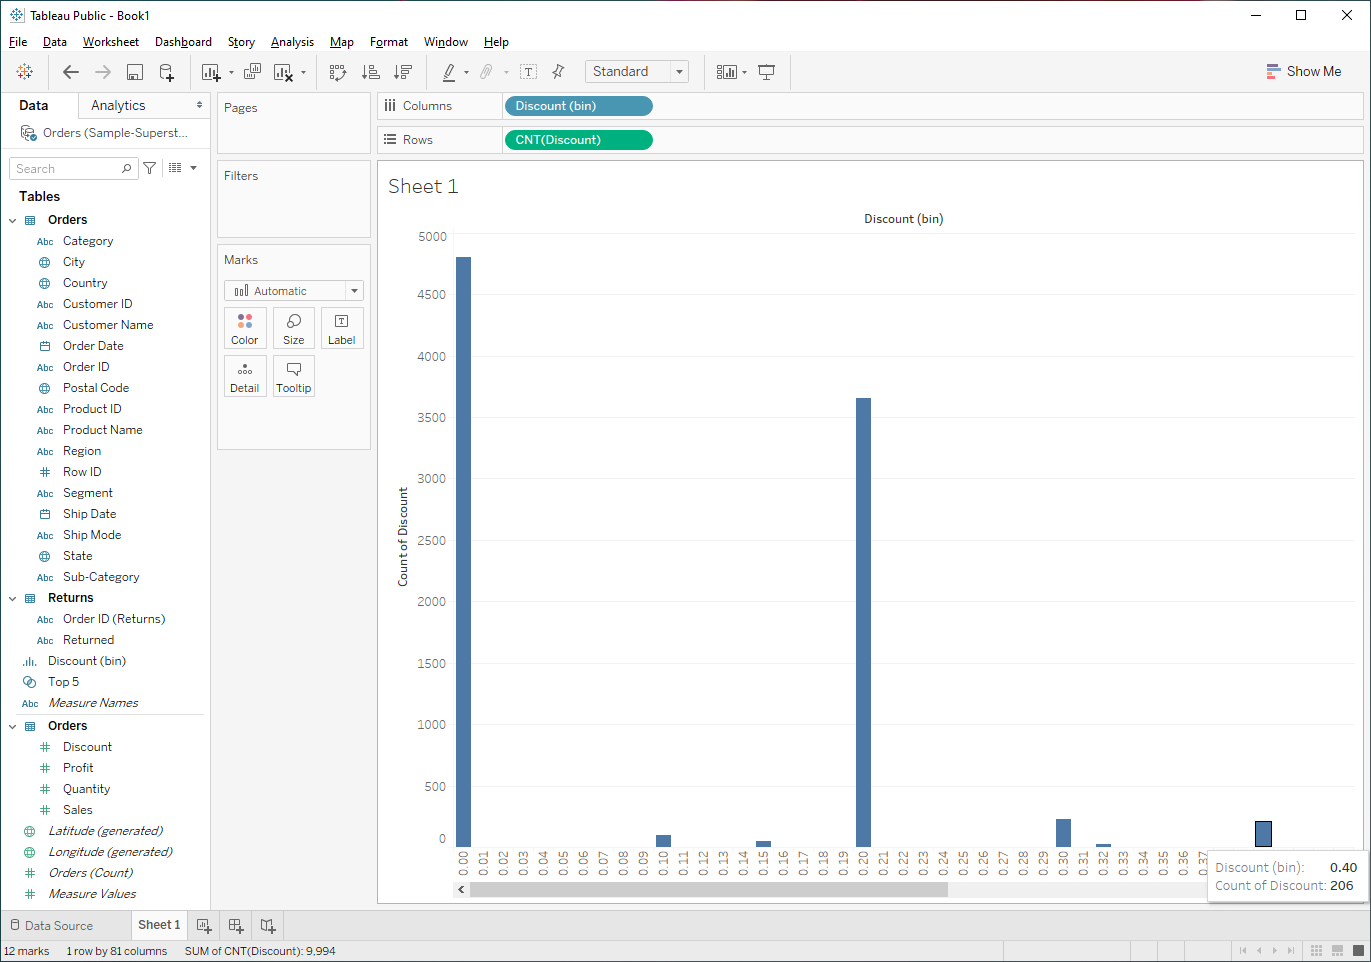 Tableau Public - Book1
File Data Worksheet Dashboard Story Analysis Map Format Window Help
Standard
Show Me
Data Analytics
Orders (Sample-Superst...
Search
Tables
Orders
Abc Category
City
Country
Abc Customer ID
Abc Customer Name
Order Date
Abc Order ID
Postal Code
Abc Product ID
Abc Product Name
Abc Region
Row ID
Abc Segment
Ship Date
Abc Ship Mode
State
Abc Sub-Category
Returns
Abc Order ID (Returns)
Abc Returned
Discount (bin)
Top 5
Abc Measure Names
Orders
Discount
Profit
Quantity
Sales
Latitude (generated)
Longitude (generated)
Orders (Count)
Measure Values
Pages
Filters
Marks
Automatic
Color Size Label
Detail Tooltip
Columns Discount (bin)
Rows CNT(Discount)
Sheet 1
Discount (bin)
Count of Discount
5000
4500
4000
3500
3000
2500
2000
1500
1000
500
0
0.00 0.01 0.02 0.03 0.04 0.05 0.06 0.07 0.08 0.09 0.10 0.11 0.12 0.13 0.14 0.15 0.16 0.17 0.18 0.19 0.20 0.21 0.22 0.23 0.24 0.25 0.26 0.27 0.28 0.29 0.30 0.31 0.32 0.33 0.34 0.35 0.36
Discount (bin): 0.40
Count of Discount: 206
Data Source Sheet 1
12 marks 1 row by 81 columns SUM of CNT(Discount): 9,994